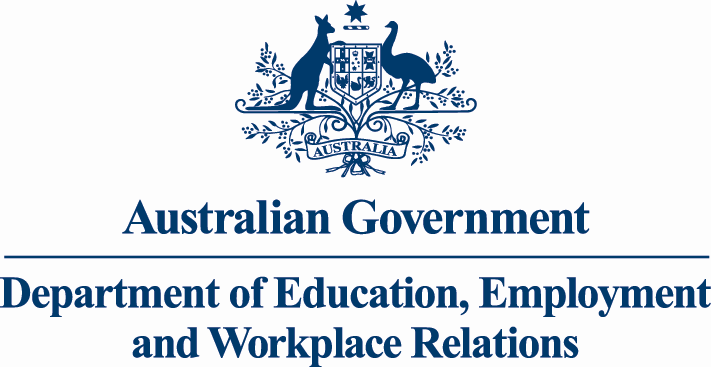 AUSTRALIA
Australian Government
Department of Education, Employment
and Workplace Relations